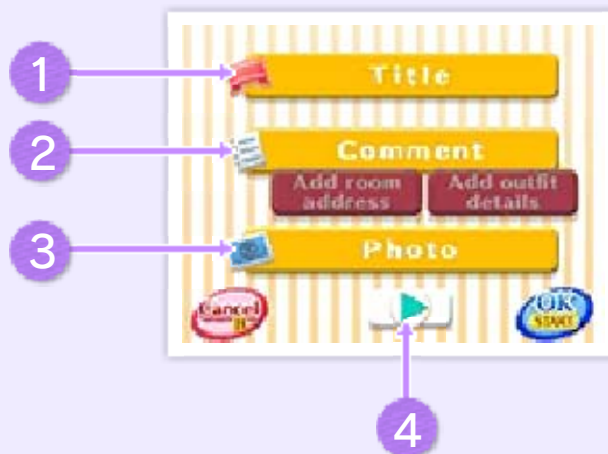 1
Title
2
Comment
Add room
address
Add outfit
details
3
Photo
Cancel
B
OK
START
4